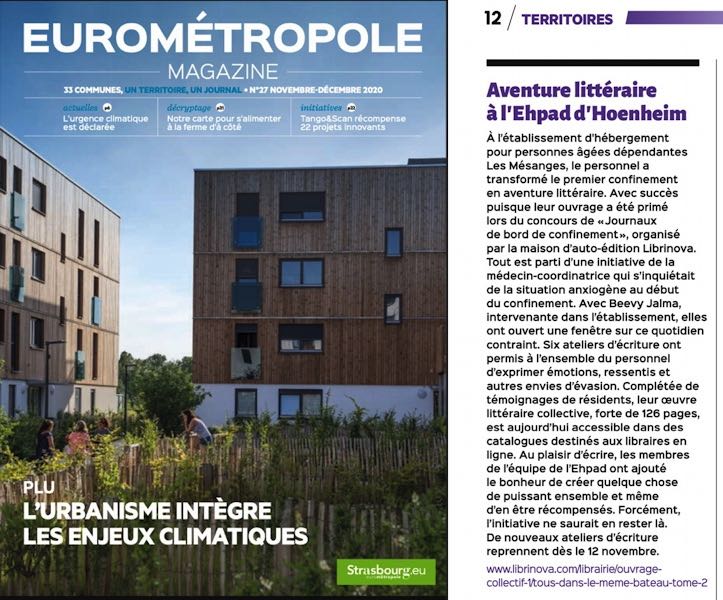 EUROMÉTROPOLE
MAGAZINE
33 COMMUNES, UN TERRITOIRE, UN JOURNAL • N°27 NOVEMBRE-DÉCEMBRE 2020
actuelles p6
L'urgence climatique
est déclarée
décryptage p21
Notre carte pour s'alimenter
à la ferme d'à côté
initiatives p22
Tango&Scan récompense
22 projets innovants
PLU
L'URBANISME INTÈGRE
LES ENJEUX CLIMATIQUES
Strasbourg.eu
eurométropole
12 / TERRITOIRES
Aventure littéraire
à l'Ehpad d'Hoenheim
À l'établissement d'hébergement
pour personnes âgées dépendantes
Les Mésanges, le personnel a
transformé le premier confinement
en aventure littéraire. Avec succès
puisque leur ouvrage a été primé
lors du concours de « Journaux
de bord de confinement », organisé
par la maison d'auto-édition Librinova.
Tout est parti d'une initiative de la
médecin-coordinatrice qui s'inquiétait
de la situation anxiogène au début
du confinement. Avec Beevy Jalma,
intervenante dans l'établissement, elles
ont ouvert une fenêtre sur ce quotidien
contraint. Six ateliers d'écriture ont
permis à l'ensemble du personnel
d'exprimer émotions, ressentis et
autres envies d'évasion. Complétée de
témoignages de résidents, leur œuvre
littéraire collective, forte de 126 pages,
est aujourd'hui accessible dans des
catalogues destinés aux libraires en
ligne. Au plaisir d'écrire, les membres
de l'équipe de l'Ehpad ont ajouté
le bonheur de créer quelque chose
de puissant ensemble et même
d'en être récompensés. Forcément,
l'initiative ne saurait en rester là.
De nouveaux ateliers d'écriture
reprennent dès le 12 novembre.
www.librinova.com/librairie/ouvrage-
collectif-1/tous-dans-le-meme-bateau-tome-2